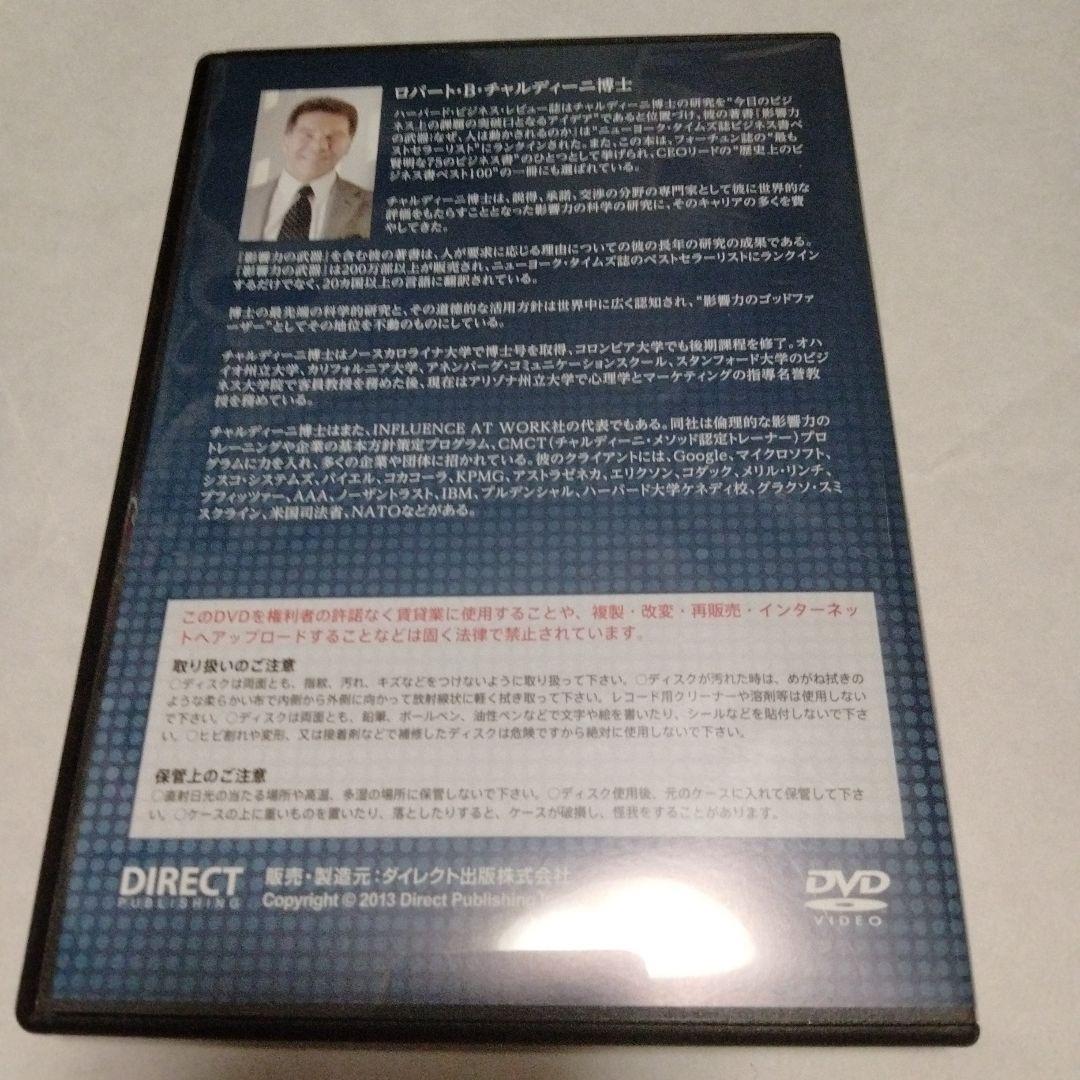 ロバート・B・チャルディーニ博士
ハーバード・ビジネス・レビュー誌はチャルディーニ博士の研究を"今日のビジ
ネス上の課題の突破口となるアイデア"であると位置づけ、彼の著書『影響力
の武器:なぜ、人は動かされるのか』は"ニューヨーク・タイムズ誌ビジネス書ベ
ストセラーリスト"にランクインされた。また、この本は、フォーチュン誌の"最も
賢明な75のビジネス書"のひとつとして挙げられ、CEOリードの"歴史上のビ
ジネス書ベスト100"の一冊にも選ばれている。
チャルディーニ博士は、説得、承諾、交渉の分野の専門家として彼に世界的な
評価をもたらすこととなった影響力の科学の研究に、そのキャリアの多くを費
やしてきた。
『影響力の武器』を含む彼の著書は、人が要求に応じる理由についての彼の長年の研究の成果である。
『影響力の武器』は200万部以上が販売され、ニューヨーク・タイムズ誌のベストセラーリストにランクイン
するだけでなく、20カ国以上の言語に翻訳されている。
博士の最先端の科学的研究と、その道徳的な活用方針は世界中に広く認知され、"影響力のゴッドファ
ーザー"としてその地位を不動のものにしている。
チャルディーニ博士はノースカロライナ大学で博士号を取得、コロンビア大学でも後期課程を修了。オハ
イオ州立大学、カリフォルニア大学、アネンバーグ・コミュニケーションスクール、スタンフォード大学のビジ
ネス大学院で客員教授を務めた後、現在はアリゾナ州立大学で心理学とマーケティングの指導名誉教
授を務めている。
チャルディーニ博士はまた、INFLUENCE AT WORK社の代表でもある。同社は倫理的な影響力の
トレーニングや企業の基本方針策定プログラム、CMCT(チャルディーニ・メソッド認定トレーナー)プロ
グラムに力を入れ、多くの企業や団体に招かれている。彼のクライアントには、Google、マイクロソフト、
シスコ・システムズ、バイエル、コカコーラ、KPMG、アストラゼネカ、エリクソン、コダック、メリル・リンチ、
プフィッツァー、AAA、ノーザントラスト、IBM、プルデンシャル、ハーバード大学ケネディ校、グラクソ・スミ
スクライン、米国司法省、NATOなどがある。
このDVDを権利者の許諾なく賃貸業に使用することや、複製・改変・再販売・インターネッ
トへアップロードすることなどは固く法律で禁止されています。
取り扱いのご注意
○ディスクは両面とも、指紋、汚れ、キズなどをつけないように取り扱って下さい。○ディスクが汚れた時は、めがね拭きの
ような柔らかい布で内側から外側に向かって放射線状に軽く拭き取って下さい。レコード用クリーナーや溶剤等は使用しない
で下さい。○ディスクは両面とも、鉛筆、ボールペン、油性ペンなどで文字や絵を書いたり、シールなどを貼付しないで下さ
い。○ヒビ割れや変形、又は接着剤などで補修したディスクは危険ですから絶対に使用しないで下さい。
保管上のご注意
○直射日光の当たる場所や高温、多湿の場所に保管しないで下さい。○ディスク使用後、元のケースに入れて保管して下さ
い。○ケースの上に重いものを置いたり、落としたりすると、ケースが破損し、怪我をすることがあります。
DIRECT
PUBLISHING
販売・製造元:ダイレクト出版株式会社
Copyright © 2013 Direct Publishing
DVD
VIDEO